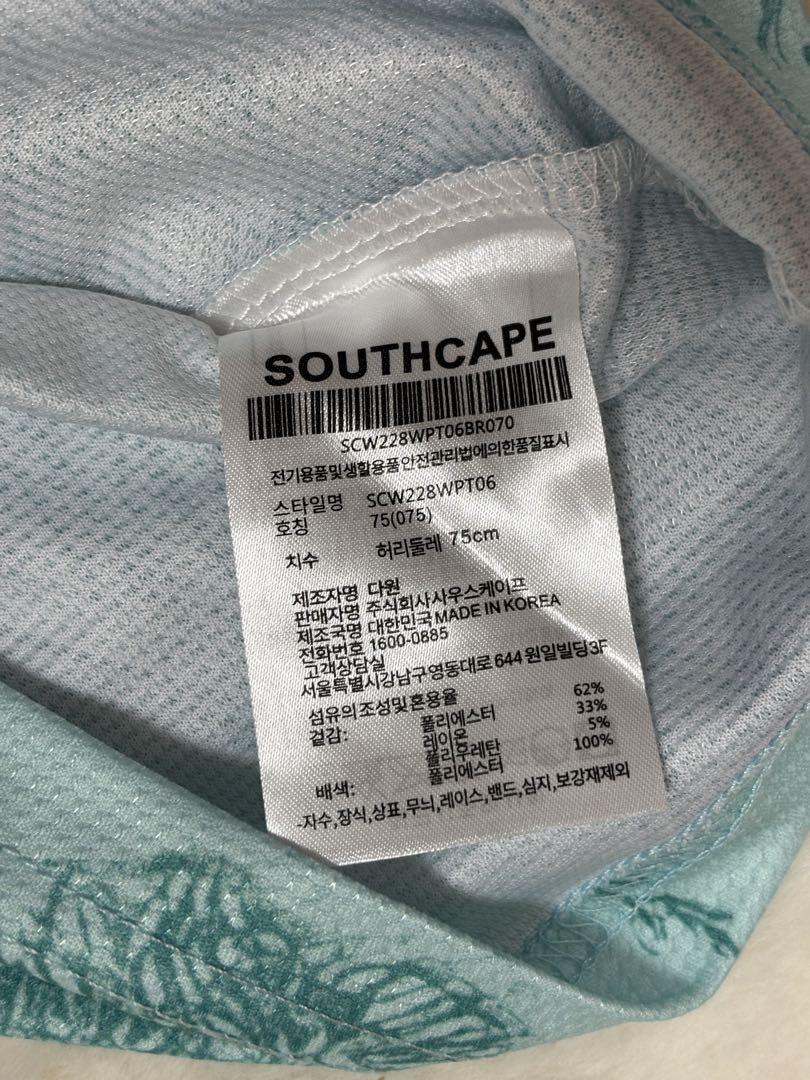 SOUTHCAPE
SCW228WPT06BR070
전기용품및생활용품안전관리법에의한품질표시
스타일명 SCW228WPT06
호칭 75(075)
치수 허리둘레 75cm
제조자명 다원
판매자명 주식회사사우스케이프
제조국명 대한민국 MADE IN KOREA
전화번호 1600-0885
고객상담실
서울특별시강남구영동대로 644 원일빌딩3F
섬유의조성및혼용율
겉감: 폴리에스터 62%
레이온 33%
폴리우레탄 5%
배색: 폴리에스터 100%
-자수,장식,상표,무늬,레이스,밴드,심지,보강재제외